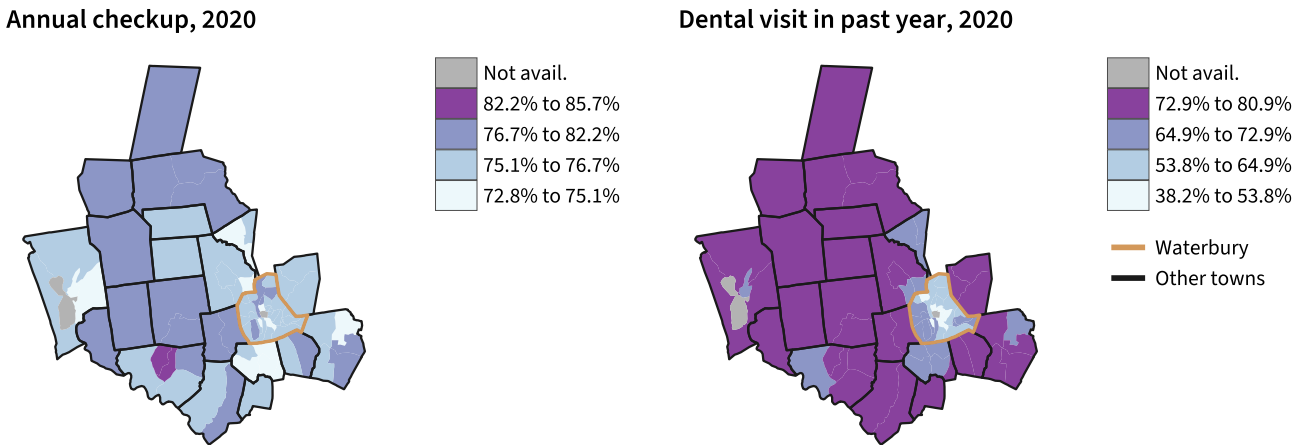 Annual checkup, 2020
Not avail.
82.2% to 85.7%
76.7% to 82.2%
75.1% to 76.7%
72.8% to 75.1%
Dental visit in past year, 2020
Not avail.
72.9% to 80.9%
64.9% to 72.9%
53.8% to 64.9%
38.2% to 53.8%
Waterbury
Other towns